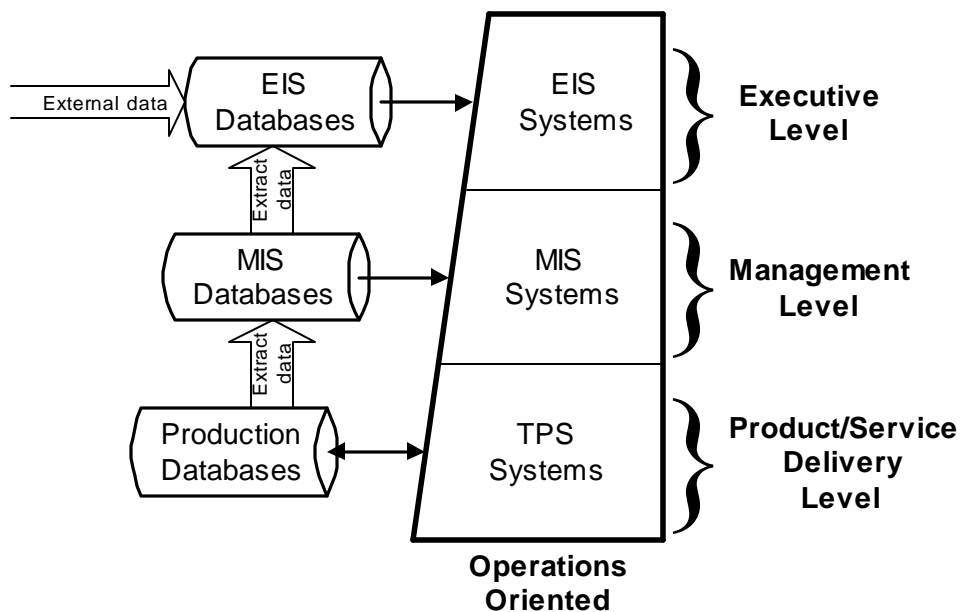 External data
EIS
Databases
EIS
Systems
Executive
Level
Extract
data
MIS
Databases
MIS
Systems
Management
Level
Extract
data
Production
Databases
TPS
Systems
Product/Service
Delivery
Level
Operations
Oriented